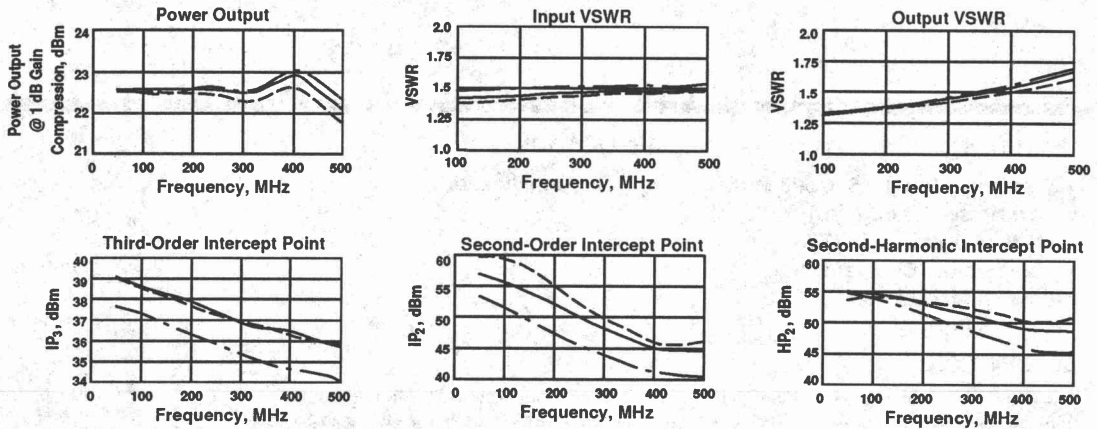 Power Output
Power Output
@ 1 dB Gain
Compression, dBm
24
23
22
21
0 100 200 300 400 500
Frequency, MHz
Input VSWR
VSWR
2.0
1.75
1.5
1.25
1.0
100 200 300 400 500
Frequency, MHz
Output VSWR
VSWR
2.0
1.75
1.5
1.25
1.0
100 200 300 400 500
Frequency, MHz
Third-Order Intercept Point
IP3, dBm
40
39
38
37
36
35
34
0 100 200 300 400 500
Frequency, MHz
Second-Order Intercept Point
IP2, dBm
60
55
50
45
40
0 100 200 300 400 500
Frequency, MHz
Second-Harmonic Intercept Point
HP2, dBm
60
55
50
45
40
0 100 200 300 400 500
Frequency, MHz